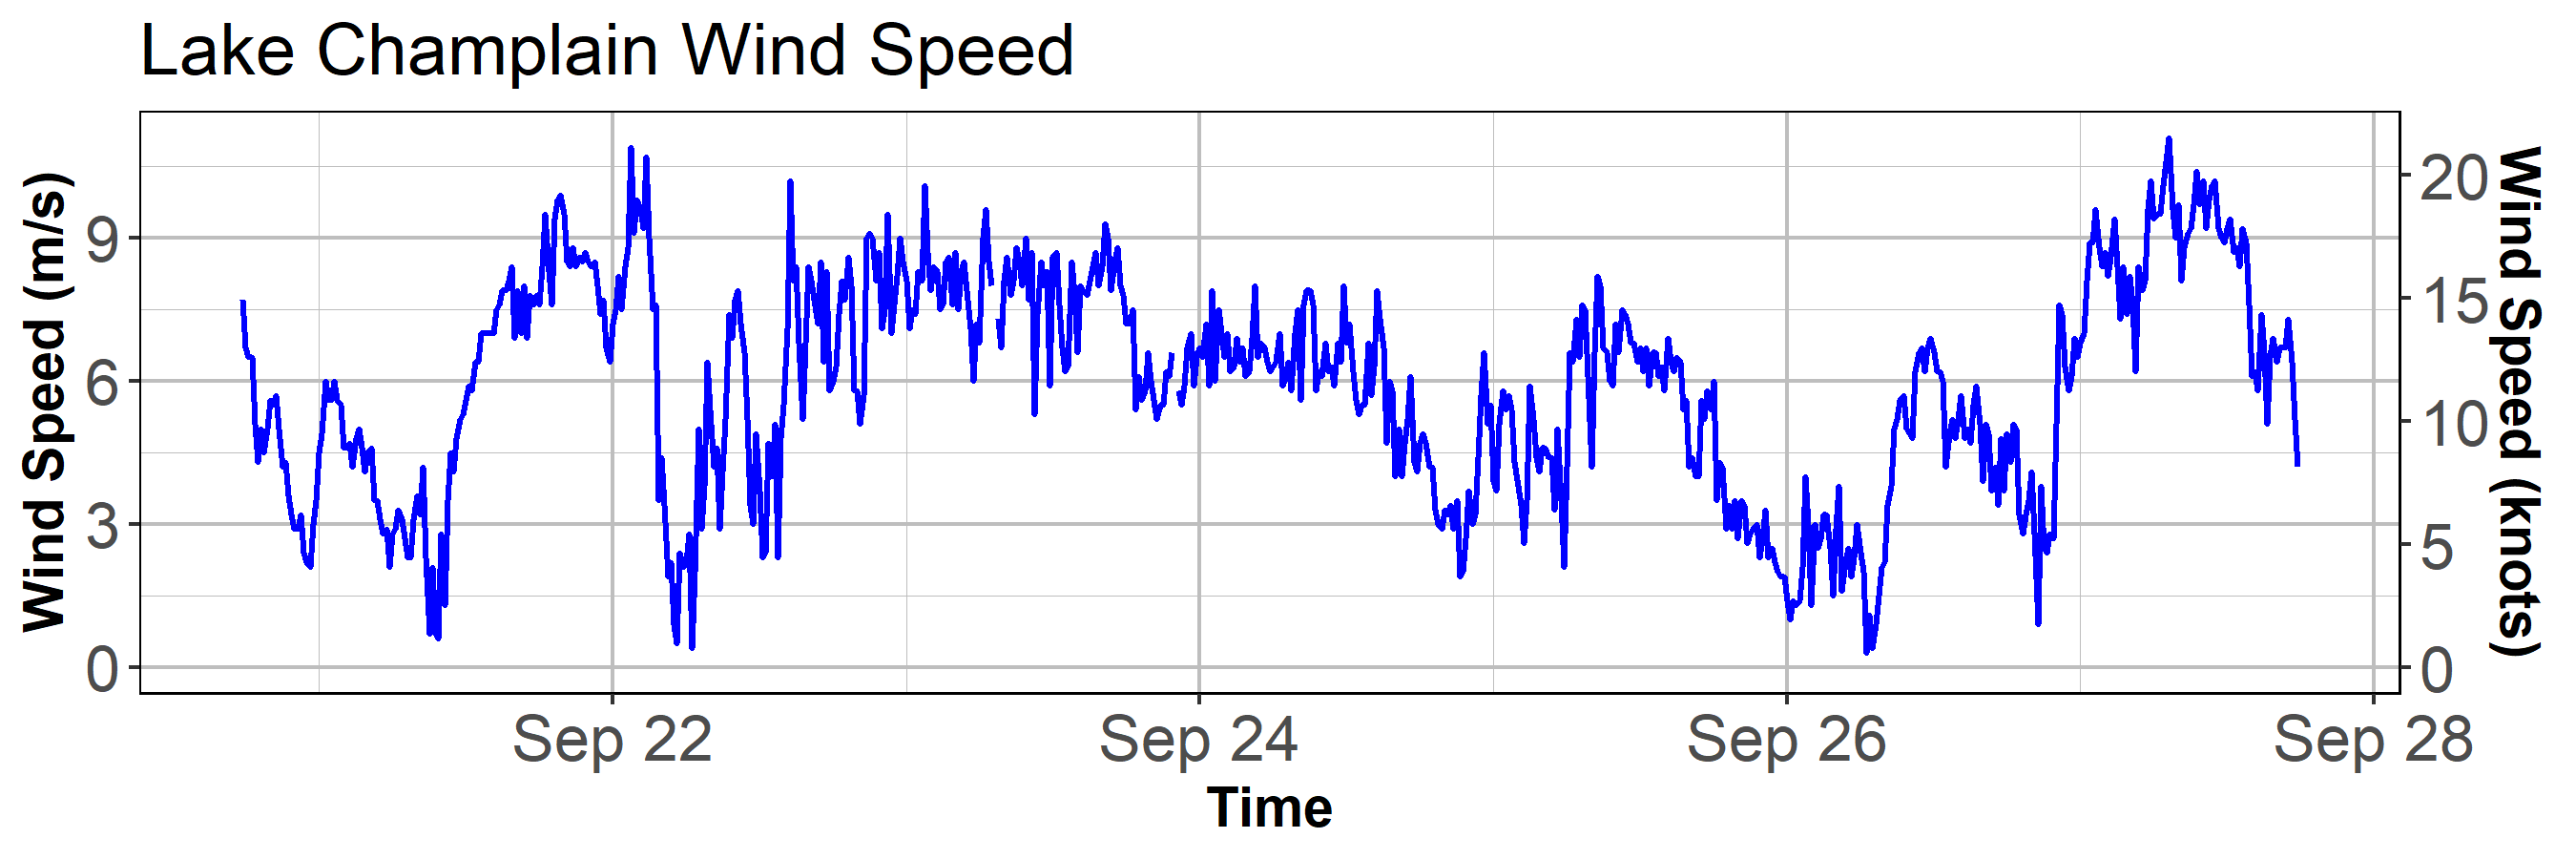 Lake Champlain Wind Speed
Wind Speed (m/s)
9
6
3
0
20
15
10
5
0
Wind Speed (knots)
Sep 22
Sep 24
Sep 26
Sep 28
Time